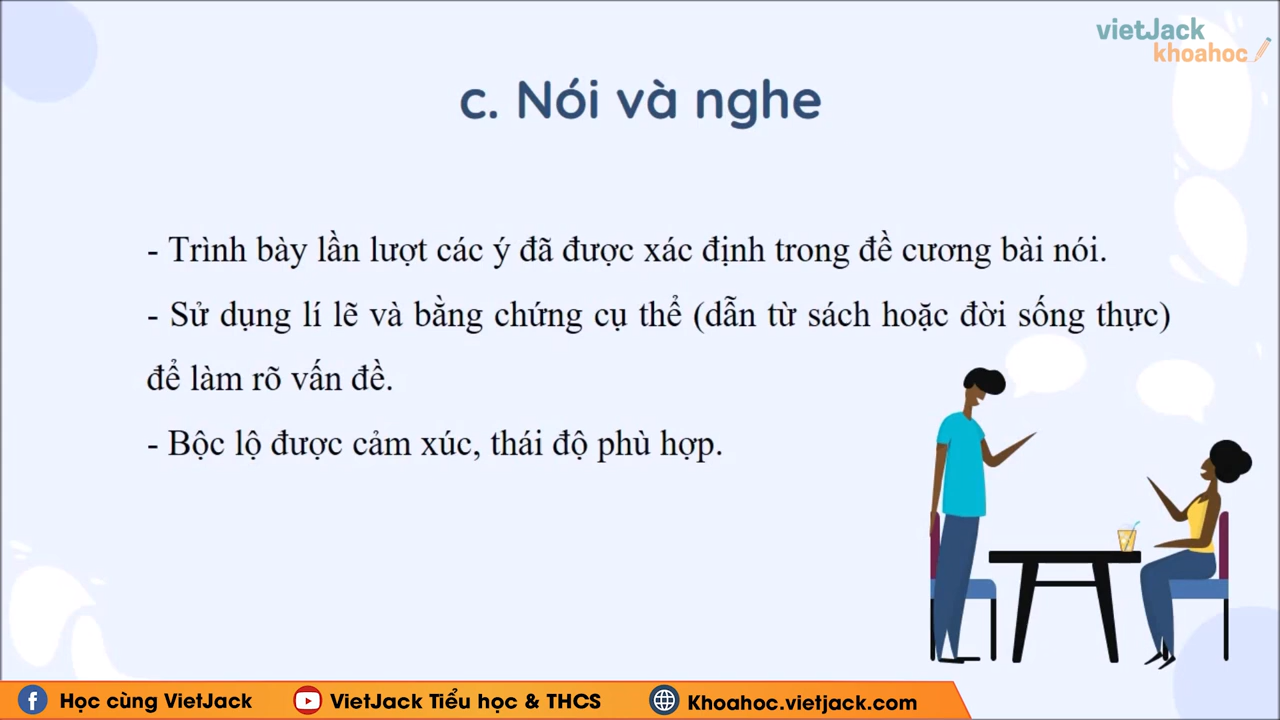 vietJack
khoahoc
c. Nói và nghe
- Trình bày lần lượt các ý đã được xác định trong đề cương bài nói.
- Sử dụng lí lẽ và bằng chứng cụ thể (dẫn từ sách hoặc đời sống thực)
để làm rõ vấn đề.
- Bộc lộ được cảm xúc, thái độ phù hợp.
Học cùng VietJack
VietJack Tiểu học & THCS
Khoahoc.vietjack.com